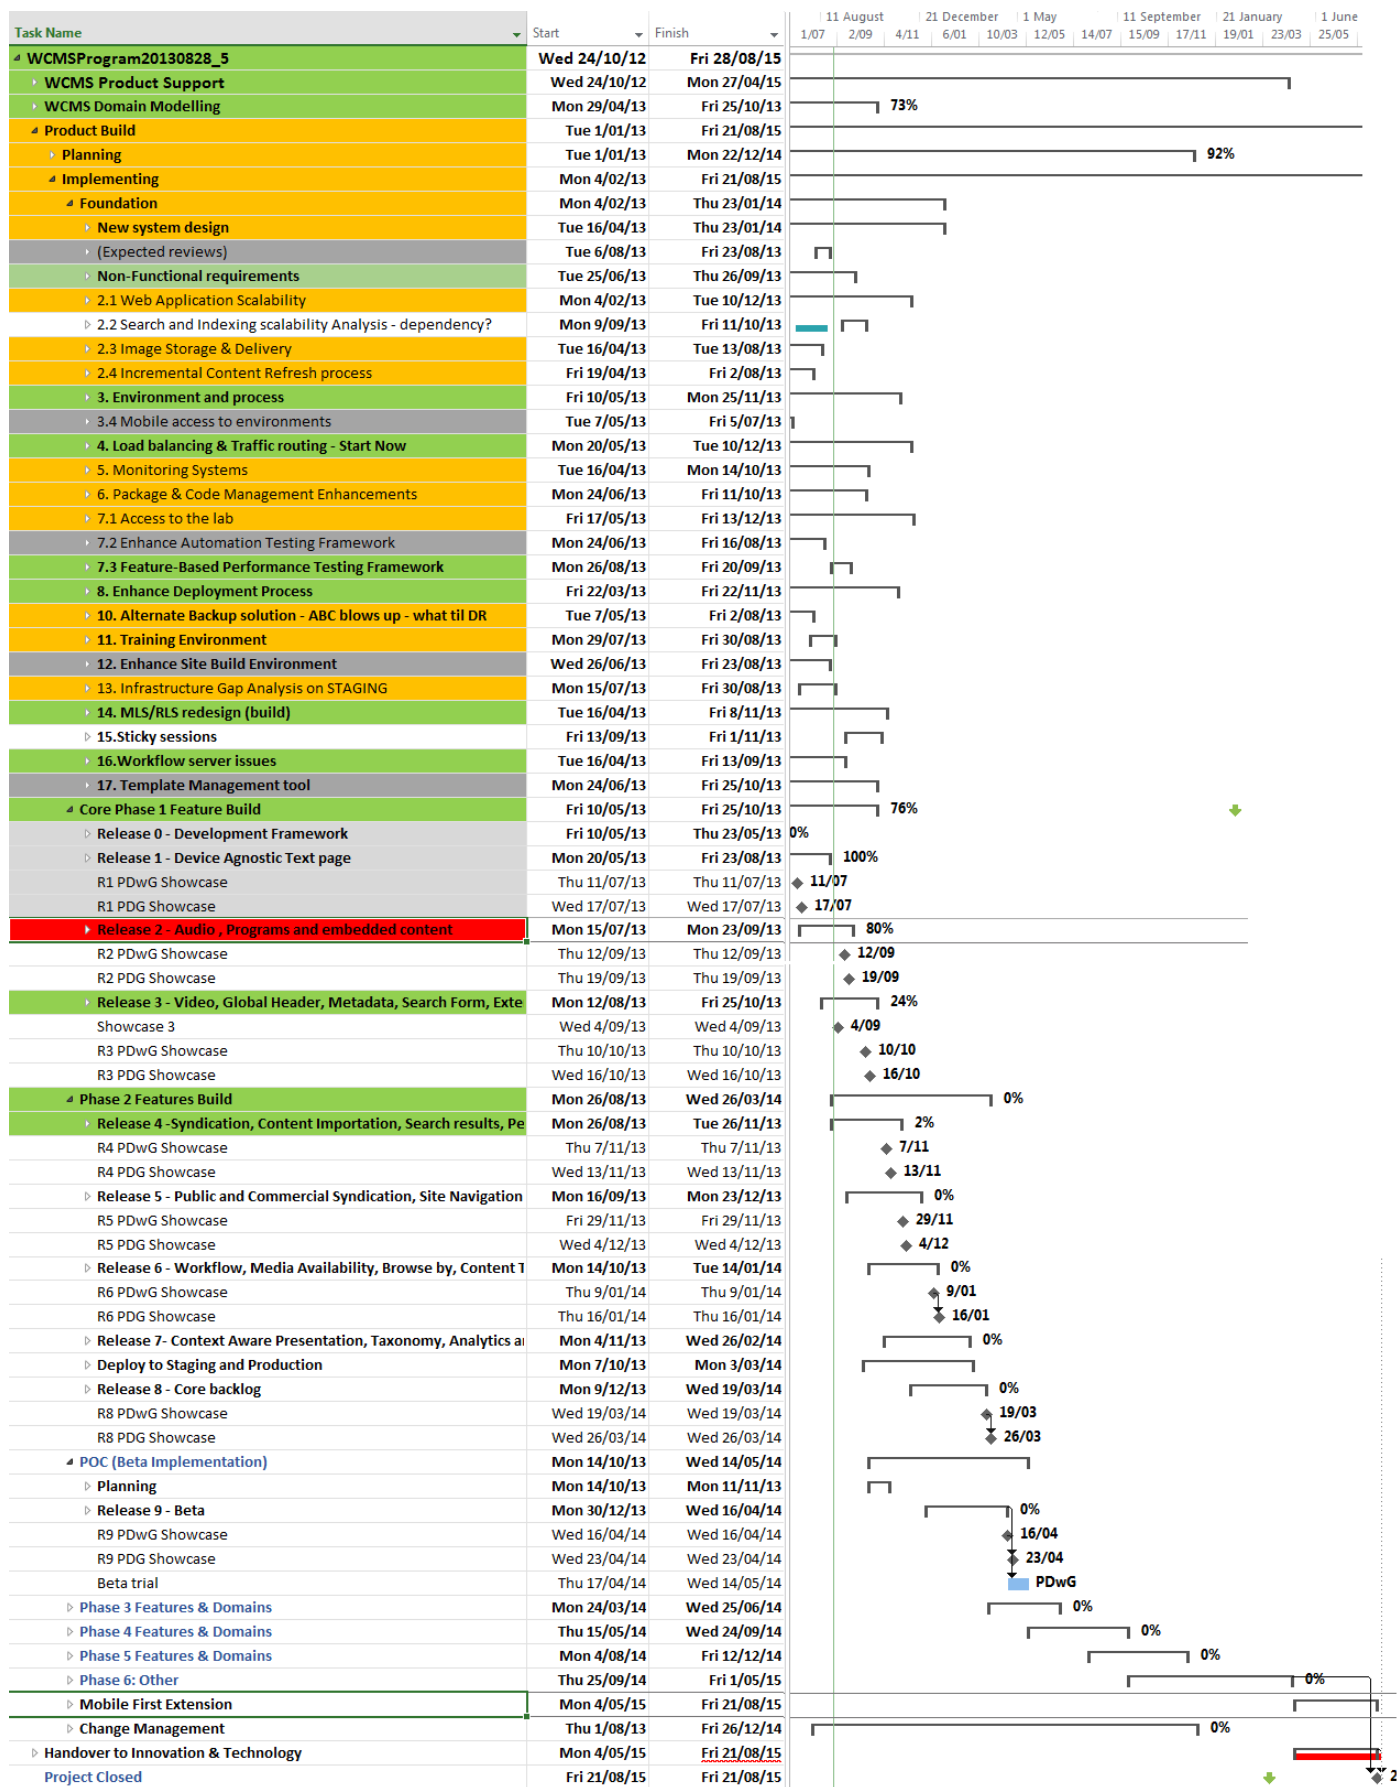 11 August 21 December 1 May 11 September 21 January 1 June
Task Name Start Finish 1/07 2/09 4/11 6/01 10/03 12/05 14/07 15/09 17/11 19/01 23/03 25/05
WCMSProgram20130828_5 Wed 24/10/12 Fri 28/08/15
WCMS Product Support Wed 24/10/12 Mon 27/04/15
WCMS Domain Modelling Mon 29/04/13 Fri 25/10/13 73%
Product Build Tue 1/01/13 Fri 21/08/15
Planning Tue 1/01/13 Mon 22/12/14 92%
Implementing Mon 4/02/13 Fri 21/08/15
Foundation Mon 4/02/13 Thu 23/01/14
New system design Tue 16/04/13 Thu 23/01/14
(Expected reviews) Tue 6/08/13 Fri 23/08/13
Non-Functional requirements Tue 25/06/13 Thu 26/09/13
2.1 Web Application Scalability Mon 4/02/13 Tue 10/12/13
2.2 Search and Indexing scalability Analysis - dependency? Mon 9/09/13 Fri 11/10/13
2.3 Image Storage & Delivery Tue 16/04/13 Tue 13/08/13
2.4 Incremental Content Refresh process Fri 19/04/13 Fri 2/08/13
3. Environment and process Fri 10/05/13 Mon 25/11/13
3.4 Mobile access to environments Tue 7/05/13 Fri 5/07/13
4. Load balancing & Traffic routing - Start Now Mon 20/05/13 Tue 10/12/13
5. Monitoring Systems Tue 16/04/13 Mon 14/10/13
6. Package & Code Management Enhancements Mon 24/06/13 Fri 11/10/13
7.1 Access to the lab Fri 17/05/13 Fri 13/12/13
7.2 Enhance Automation Testing Framework Mon 24/06/13 Fri 16/08/13
7.3 Feature-Based Performance Testing Framework Mon 26/08/13 Fri 20/09/13
8. Enhance Deployment Process Fri 22/03/13 Fri 22/11/13
10. Alternate Backup solution - ABC blows up - what til DR Tue 7/05/13 Fri 2/08/13
11. Training Environment Mon 29/07/13 Fri 30/08/13
12. Enhance Site Build Environment Wed 26/06/13 Fri 23/08/13
13. Infrastructure Gap Analysis on STAGING Mon 15/07/13 Fri 30/08/13
14. MLS/RLS redesign (build) Tue 16/04/13 Fri 8/11/13
15.Sticky sessions Fri 13/09/13 Fri 1/11/13
16.Workflow server issues Tue 16/04/13 Fri 13/09/13
17. Template Management tool Mon 24/06/13 Fri 25/10/13
Core Phase 1 Feature Build Fri 10/05/13 Fri 25/10/13 76%
Release 0 - Development Framework Fri 10/05/13 Thu 23/05/13 0%
Release 1 - Device Agnostic Text page Mon 20/05/13 Fri 23/08/13 100%
R1 PDwG Showcase Thu 11/07/13 Thu 11/07/13 11/07
R1 PDG Showcase Wed 17/07/13 Wed 17/07/13 17/07
Release 2 - Audio , Programs and embedded content Mon 15/07/13 Mon 23/09/13 80%
R2 PDwG Showcase Thu 12/09/13 Thu 12/09/13 12/09
R2 PDG Showcase Thu 19/09/13 Thu 19/09/13 19/09
Release 3 - Video, Global Header, Metadata, Search Form, Exte Mon 12/08/13 Fri 25/10/13 24%
Showcase 3 Wed 4/09/13 Wed 4/09/13 4/09
R3 PDwG Showcase Thu 10/10/13 Thu 10/10/13 10/10
R3 PDG Showcase Wed 16/10/13 Wed 16/10/13 16/10
Phase 2 Features Build Mon 26/08/13 Wed 26/03/14 0%
Release 4 -Syndication, Content Importation, Search results, Pe Mon 26/08/13 Tue 26/11/13 2%
R4 PDwG Showcase Thu 7/11/13 Thu 7/11/13 7/11
R4 PDG Showcase Wed 13/11/13 Wed 13/11/13 13/11
Release 5 - Public and Commercial Syndication, Site Navigation Mon 16/09/13 Mon 23/12/13 0%
R5 PDwG Showcase Fri 29/11/13 Fri 29/11/13 29/11
R5 PDG Showcase Wed 4/12/13 Wed 4/12/13 4/12
Release 6 - Workflow, Media Availability, Browse by, Content T Mon 14/10/13 Tue 14/01/14 0%
R6 PDwG Showcase Thu 9/01/14 Thu 9/01/14 9/01
R6 PDG Showcase Thu 16/01/14 Thu 16/01/14 16/01
Release 7- Context Aware Presentation, Taxonomy, Analytics ar Mon 4/11/13 Wed 26/02/14 0%
Deploy to Staging and Production Mon 7/10/13 Mon 3/03/14
Release 8 - Core backlog Mon 9/12/13 Wed 19/03/14 0%
R8 PDwG Showcase Wed 19/03/14 Wed 19/03/14 19/03
R8 PDG Showcase Wed 26/03/14 Wed 26/03/14 26/03
POC (Beta Implementation) Mon 14/10/13 Wed 14/05/14
Planning Mon 14/10/13 Mon 11/11/13
Release 9 - Beta Mon 30/12/13 Wed 16/04/14 0%
R9 PDwG Showcase Wed 16/04/14 Wed 16/04/14 16/04
R9 PDG Showcase Wed 23/04/14 Wed 23/04/14 23/04
Beta trial Thu 17/04/14 Wed 14/05/14 PDwG
Phase 3 Features & Domains Mon 24/03/14 Wed 25/06/14 0%
Phase 4 Features & Domains Thu 15/05/14 Wed 24/09/14 0%
Phase 5 Features & Domains Mon 4/08/14 Fri 12/12/14 0%
Phase 6: Other Thu 25/09/14 Fri 1/05/15 0%
Mobile First Extension Mon 4/05/15 Fri 21/08/15
Change Management Thu 1/08/13 Fri 26/12/14 0%
Handover to Innovation & Technology Mon 4/05/15 Fri 21/08/15
Project Closed Fri 21/08/15 Fri 21/08/15 2